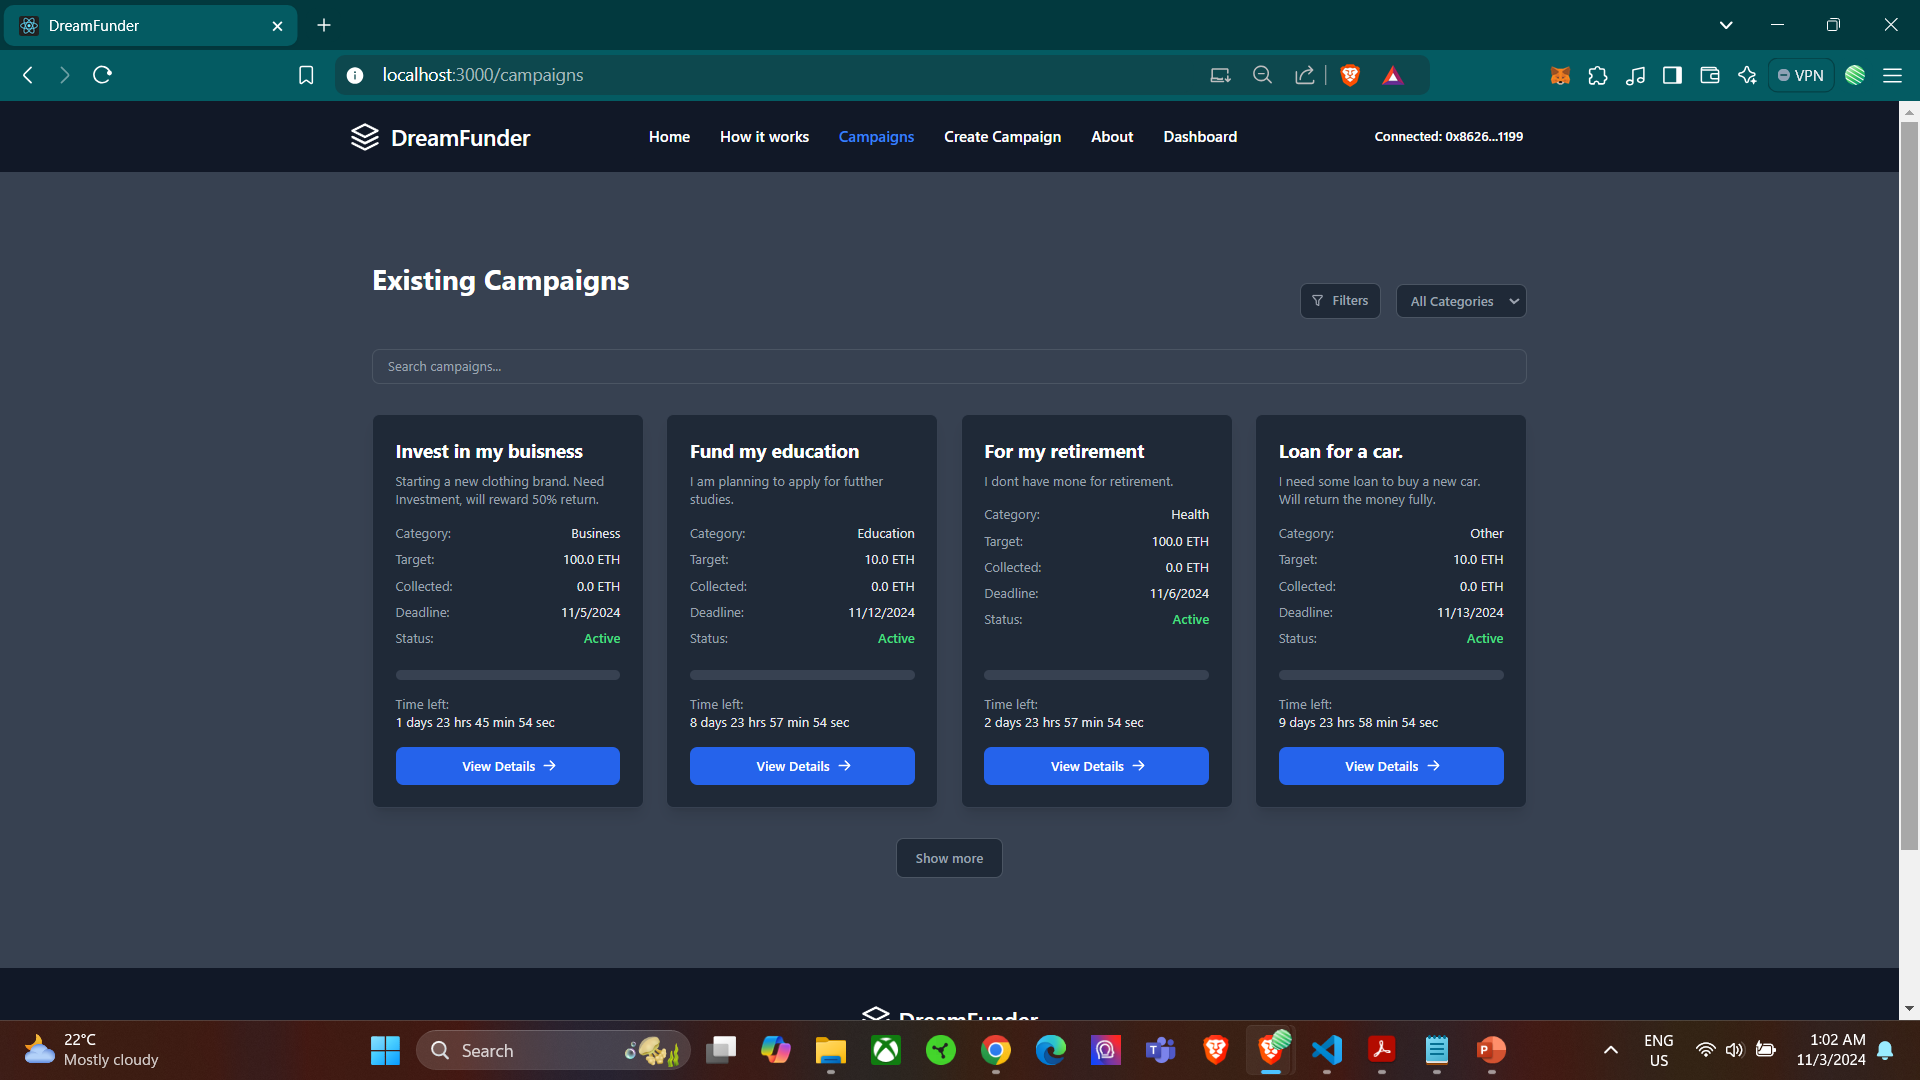 DreamFunder
localhost:3000/campaigns
VPN
DreamFunder
Home
How it works
Campaigns
Create Campaign
About
Dashboard
Connected: 0x8626...1199
Existing Campaigns
Filters
All Categories
Search campaigns...
Invest in my buisness
Starting a new clothing brand. Need
Investment, will reward 50% return.
Category: Business
Target: 100.0 ETH
Collected: 0.0 ETH
Deadline: 11/5/2024
Status: Active
Time left:
1 days 23 hrs 45 min 54 sec
View Details
Fund my education
I am planning to apply for futther
studies.
Category: Education
Target: 10.0 ETH
Collected: 0.0 ETH
Deadline: 11/12/2024
Status: Active
Time left:
8 days 23 hrs 57 min 54 sec
View Details
For my retirement
I dont have mone for retirement.
Category: Health
Target: 100.0 ETH
Collected: 0.0 ETH
Deadline: 11/6/2024
Status: Active
Time left:
2 days 23 hrs 57 min 54 sec
View Details
Loan for a car.
I need some loan to buy a new car.
Will return the money fully.
Category: Other
Target: 10.0 ETH
Collected: 0.0 ETH
Deadline: 11/13/2024
Status: Active
Time left:
9 days 23 hrs 58 min 54 sec
View Details
Show more
DreamFunder
22°C
Mostly cloudy
Search
ENG
US
1:02 AM
11/3/2024